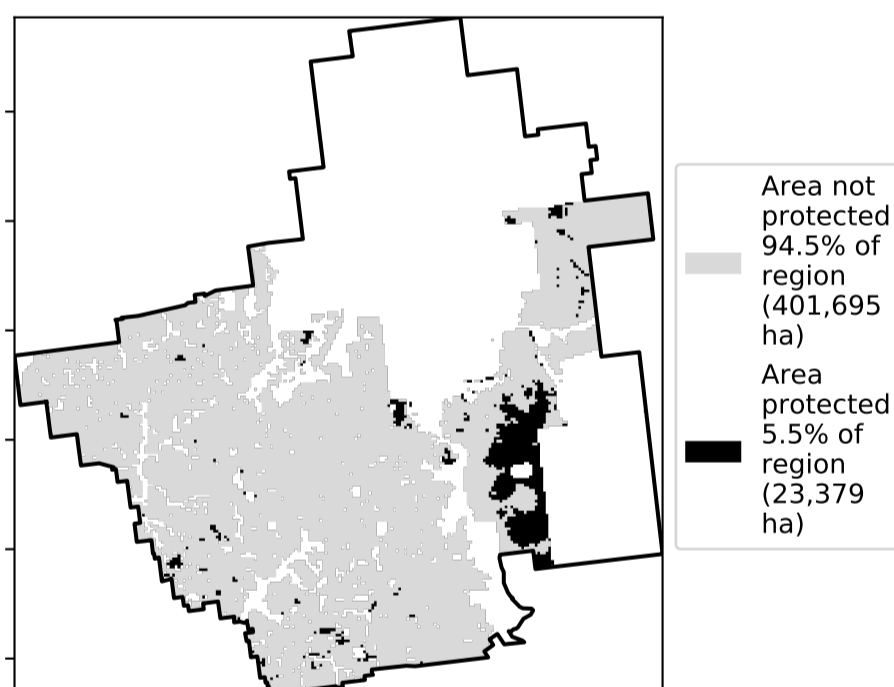 Area not
protected
94.5% of
region
(401,695
ha)
Area
protected
5.5% of
region
(23,379
ha)